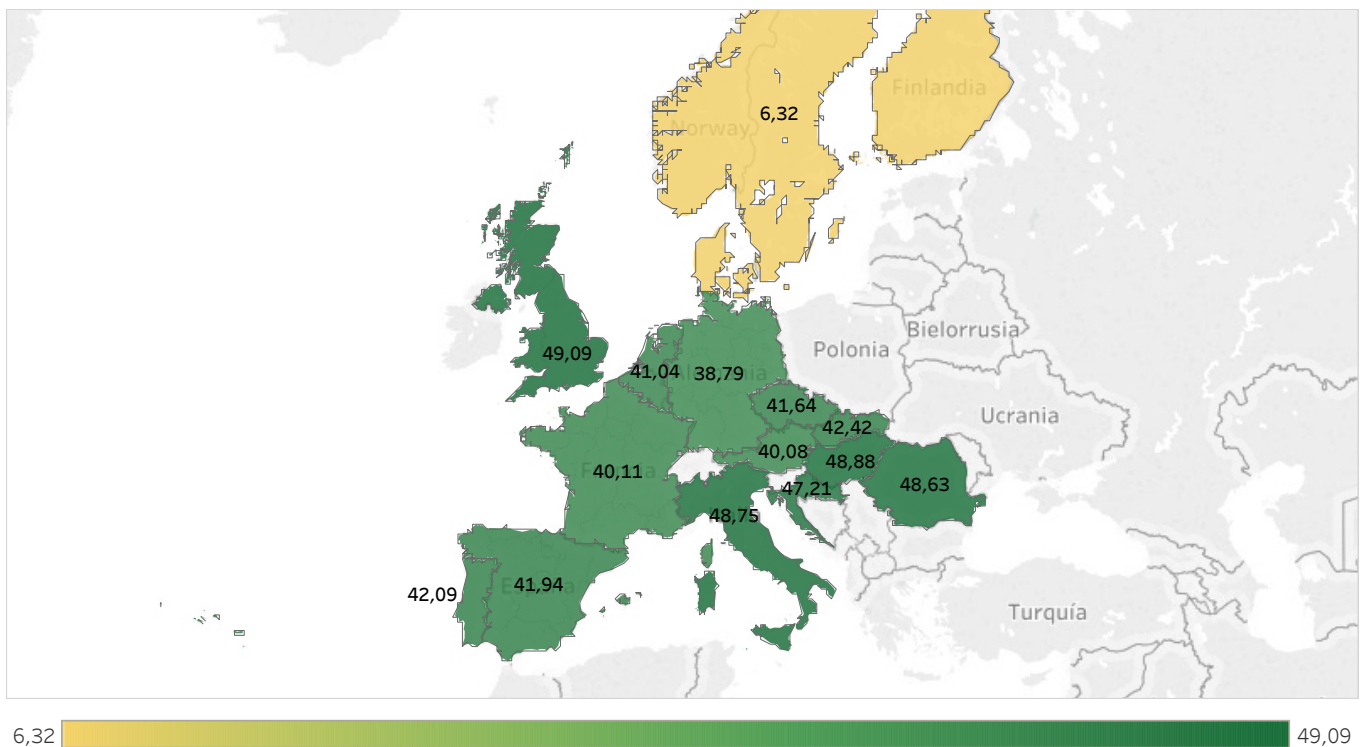 Finlandia
6,32
Norway
Bielorrusia
49,09
Polonia
41,04
38,79
41,64
Ucrania
42,42
40,08
48,88
40,11
48,63
47,21
48,75
41,94
España
42,09
Turquía
6,32
49,09